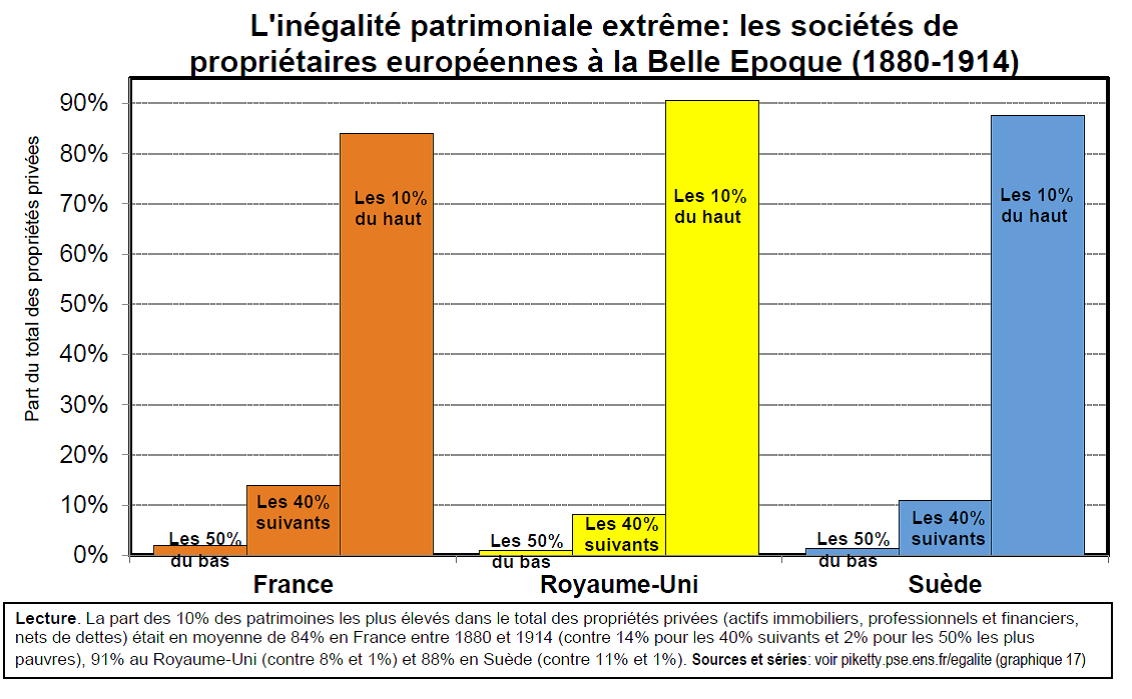 L'inégalité patrimoniale extrême: les sociétés de
propriétaires européennes à la Belle Epoque (1880-1914)
Part du total des propriétés privées
90%
80%
70%
60%
50%
40%
30%
20%
10%
0%
Les 50%
du bas
Les 40%
suivants
Les 10%
du haut
Les 50%
du bas
Les 40%
suivants
Les 10%
du haut
Les 50%
du bas
Les 40%
suivants
Les 10%
du haut
France
Royaume-Uni
Suède
Lecture. La part des 10% des patrimoines les plus élevés dans le total des propriétés privées (actifs immobiliers, professionnels et financiers,
nets de dettes) était en moyenne de 84% en France entre 1880 et 1914 (contre 14% pour les 40% suivants et 2% pour les 50% les plus
pauvres), 91% au Royaume-Uni (contre 8% et 1%) et 88% en Suède (contre 11% et 1%). Sources et séries: voir piketty.pse.ens.fr/egalite (graphique 17)